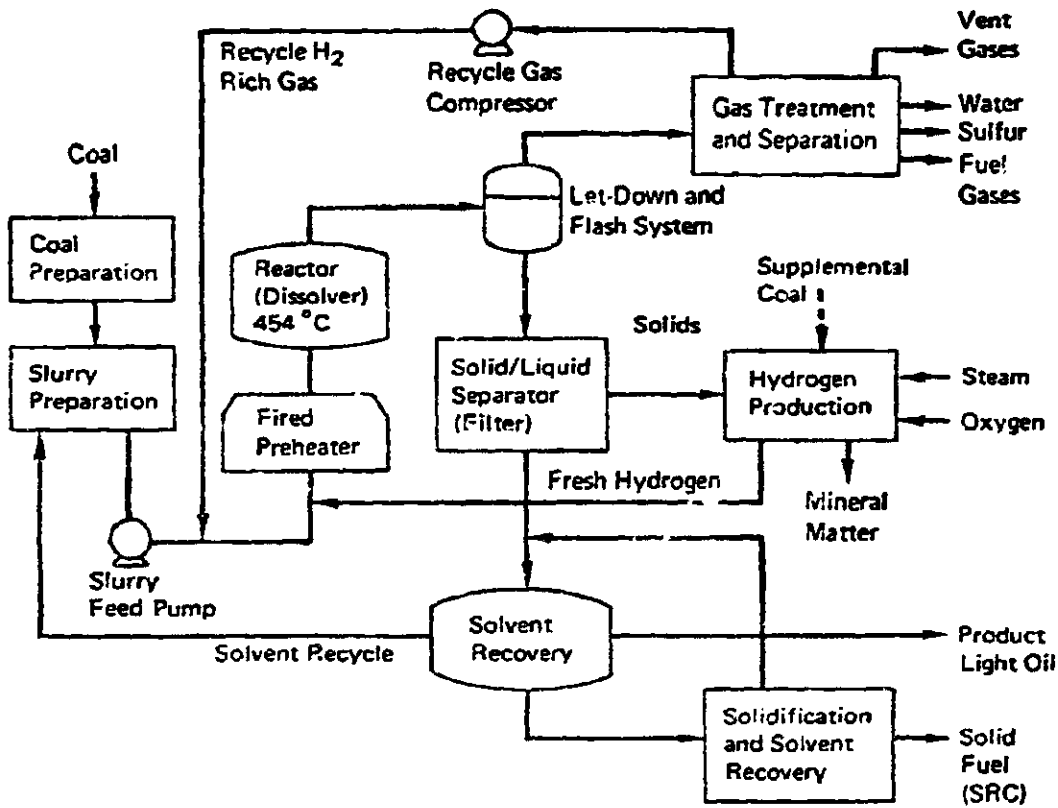 Vent
Gases
Recycle H2
Rich Gas
Recycle Gas
Compressor
Gas Treatment
and Separation
Water
Sulfur
Fuel
Gases
Coal
Let-Down and
Flash System
Coal
Preparation
Reactor
(Dissolver)
454 °C
Supplemental
Coal
Solids
Slurry
Preparation
Solid/Liquid
Separator
(Filter)
Hydrogen
Production
Steam
Oxygen
Fired
Preheater
Fresh Hydrogen
Mineral
Matter
Slurry
Feed Pump
Solvent
Recovery
Solvent Recycle
Product
Light Oil
Solidification
and Solvent
Recovery
Solid
Fuel
(SRC)